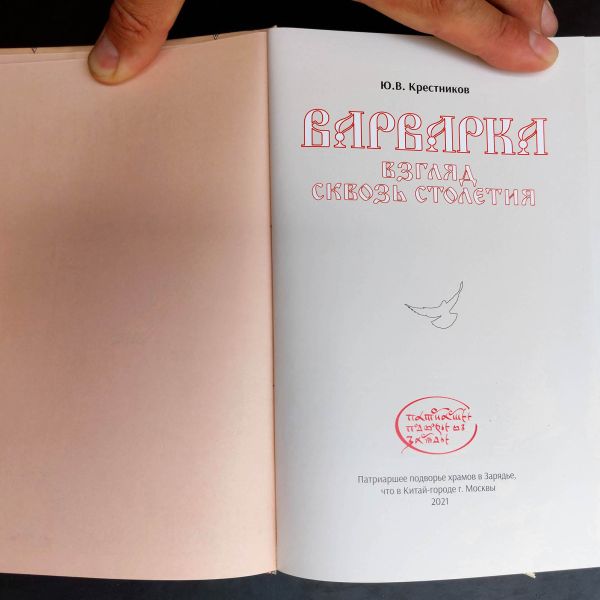 Ю.В. Крестников
ВАРВАРКА
ВЗГЛЯД
СКВОЗЬ СТОЛЕТИЯ
Патриаршее подворье храмов в Зарядье,
что в Китай-городе г. Москвы
2021